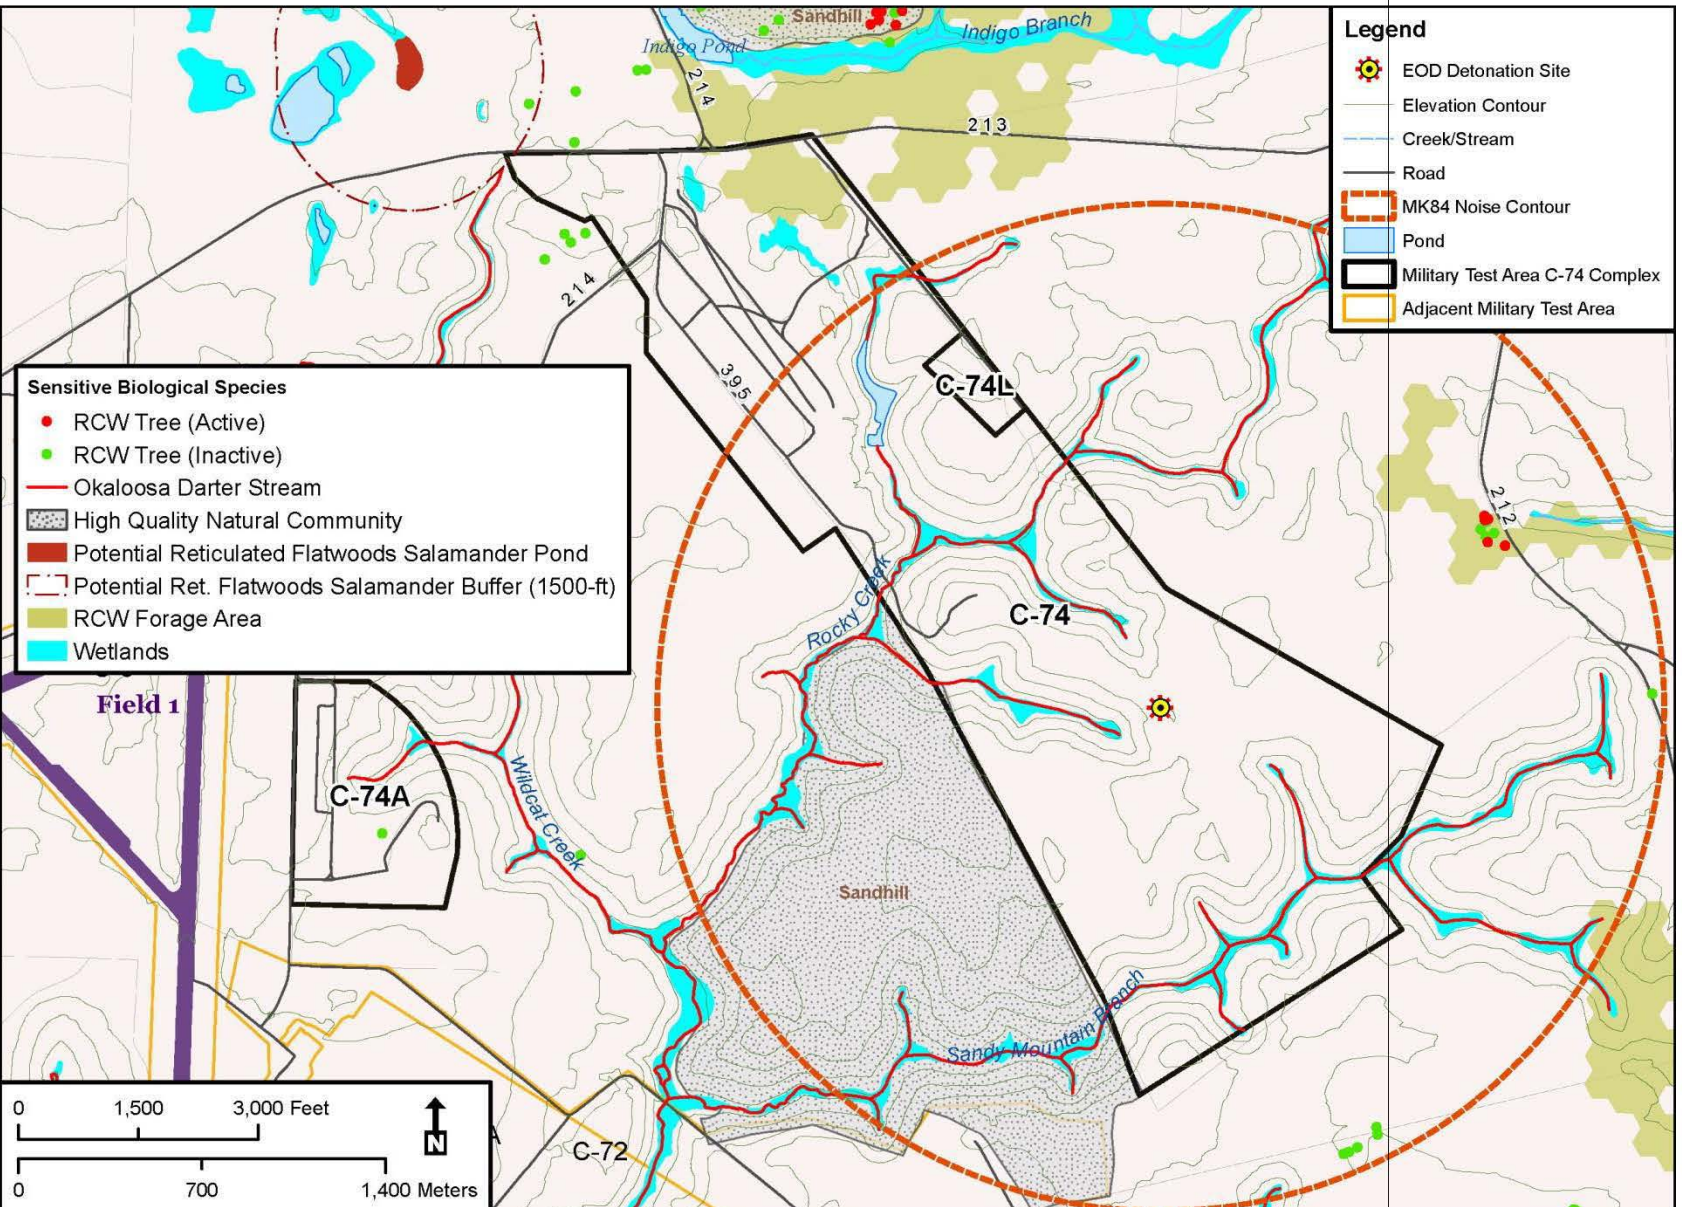 Sandhill
Indigo Branch
Indigo Pond
214
213
Legend
EOD Detonation Site
Elevation Contour
Creek/Stream
Road
MK84 Noise Contour
Pond
Military Test Area C-74 Complex
Adjacent Military Test Area
214
395
C-74L
Sensitive Biological Species
RCW Tree (Active)
RCW Tree (Inactive)
Okaloosa Darter Stream
High Quality Natural Community
Potential Reticulated Flatwoods Salamander Pond
Potential Ret. Flatwoods Salamander Buffer (1500-ft)
RCW Forage Area
Wetlands
212
Rocky Creek
C-74
Field 1
C-74A
Wildcat Creek
Sandhill
Sandy Mountain Branch
C-72
0 1,500 3,000 Feet
N
0 700 1,400 Meters